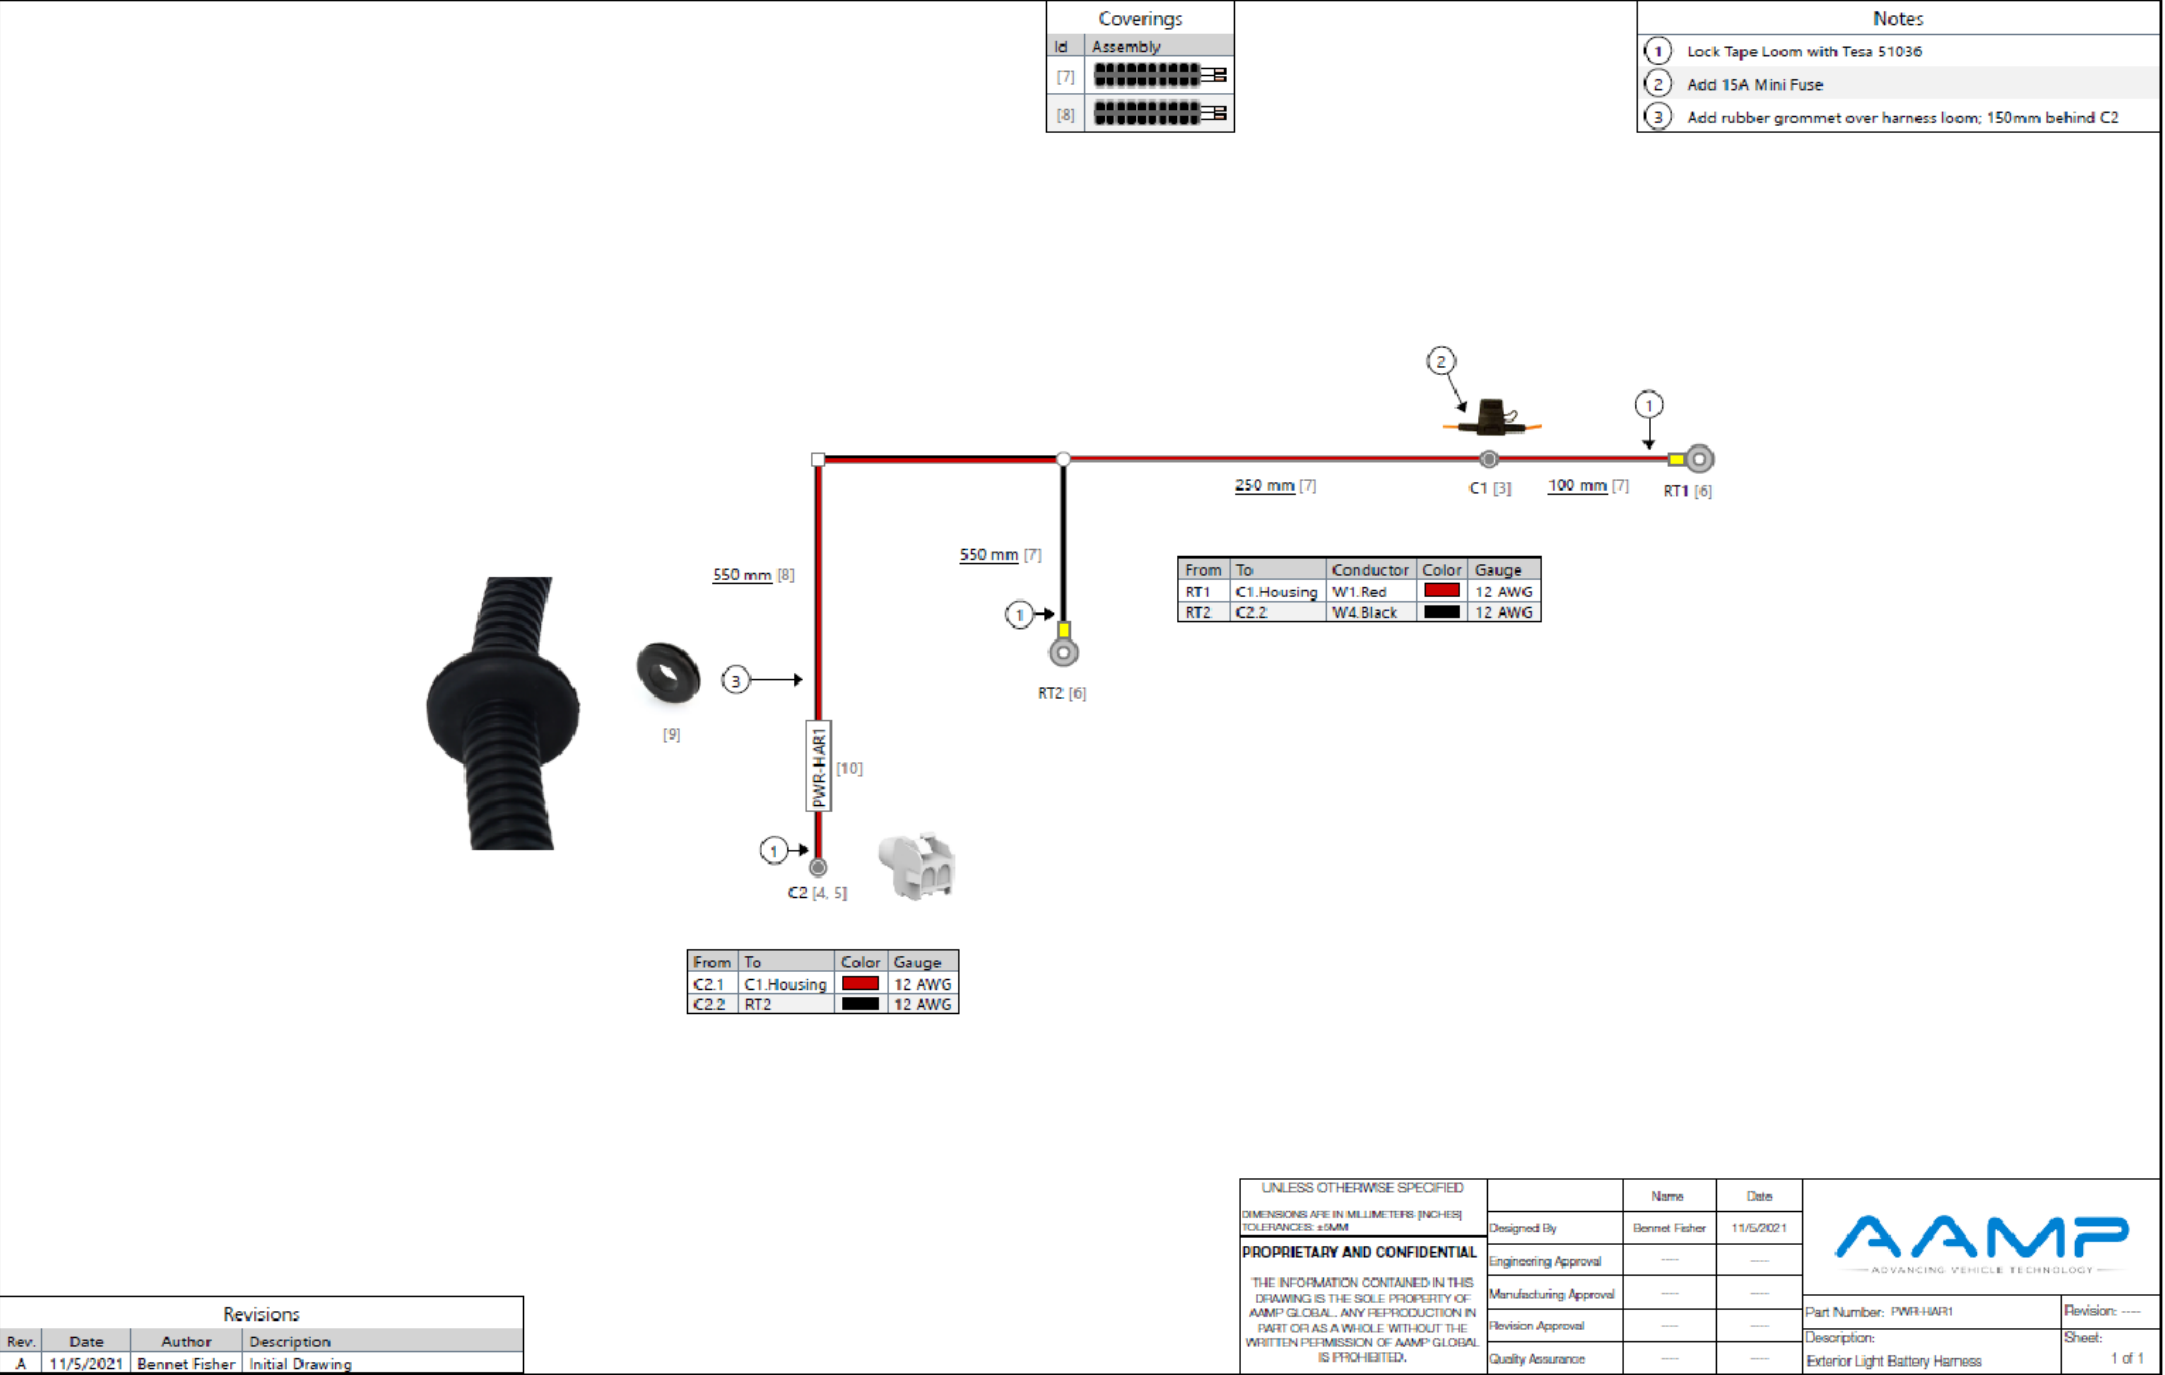 Coverings
Id Assembly
[7]
[8]
Notes
1 Lock Tape Loom with Tesa 51036
2 Add 15A Mini Fuse
3 Add rubber grommet over harness loom; 150mm behind C2
2
1
250 mm [7]
C1 [3]
100 mm [7]
RT1 [6]
550 mm [7]
550 mm [8]
1
RT2 [6]
From To Conductor Color Gauge
RT1 C1.Housing W1.Red 12 AWG
RT2 C2.2 W4.Black 12 AWG
3
[9]
PWR-HAR1
[10]
1
C2 [4, 5]
From To Color Gauge
C2.1 C1.Housing 12 AWG
C2.2 RT2 12 AWG
UNLESS OTHERWISE SPECIFIED
DIMENSIONS ARE IN MILLIMETERS [INCHES]
TOLERANCES: ±5MM
PROPRIETARY AND CONFIDENTIAL
THE INFORMATION CONTAINED IN THIS
DRAWING IS THE SOLE PROPERTY OF
AAMP GLOBAL. ANY REPRODUCTION IN
PART OR AS A WHOLE WITHOUT THE
WRITTEN PERMISSION OF AAMP GLOBAL
IS PROHIBITED.
Name Date
Designed By Bennet Fisher 11/5/2021
Engineering Approval ---- ----
Manufacturing Approval ---- ----
Revision Approval ---- ----
Quality Assurance ---- ----
AAMP
ADVANCING VEHICLE TECHNOLOGY
Part Number: PWR-HAR1
Revision: ----
Description:
Exterior Light Battery Harness
Sheet:
1 of 1
Revisions
Rev. Date Author Description
A 11/5/2021 Bennet Fisher Initial Drawing